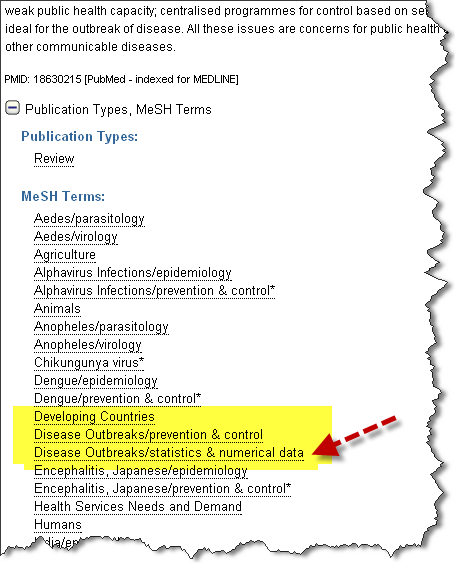 weak public health capacity; centralised programmes for control based on se
ideal for the outbreak of disease. All these issues are concerns for public health
other communicable diseases.
PMID: 18630215 [PubMed - indexed for MEDLINE]
Publication Types, MeSH Terms
Publication Types:
Review
MeSH Terms:
Aedes/parasitology
Aedes/virology
Agriculture
Alphavirus Infections/epidemiology
Alphavirus Infections/prevention & control*
Animals
Anopheles/parasitology
Anopheles/virology
Chikungunya virus*
Dengue/epidemiology
Dengue/prevention & control*
Developing Countries
Disease Outbreaks/prevention & control
Disease Outbreaks/statistics & numerical data
Encephalitis, Japanese/epidemiology
Encephalitis, Japanese/prevention & control*
Health Services Needs and Demand
Humans